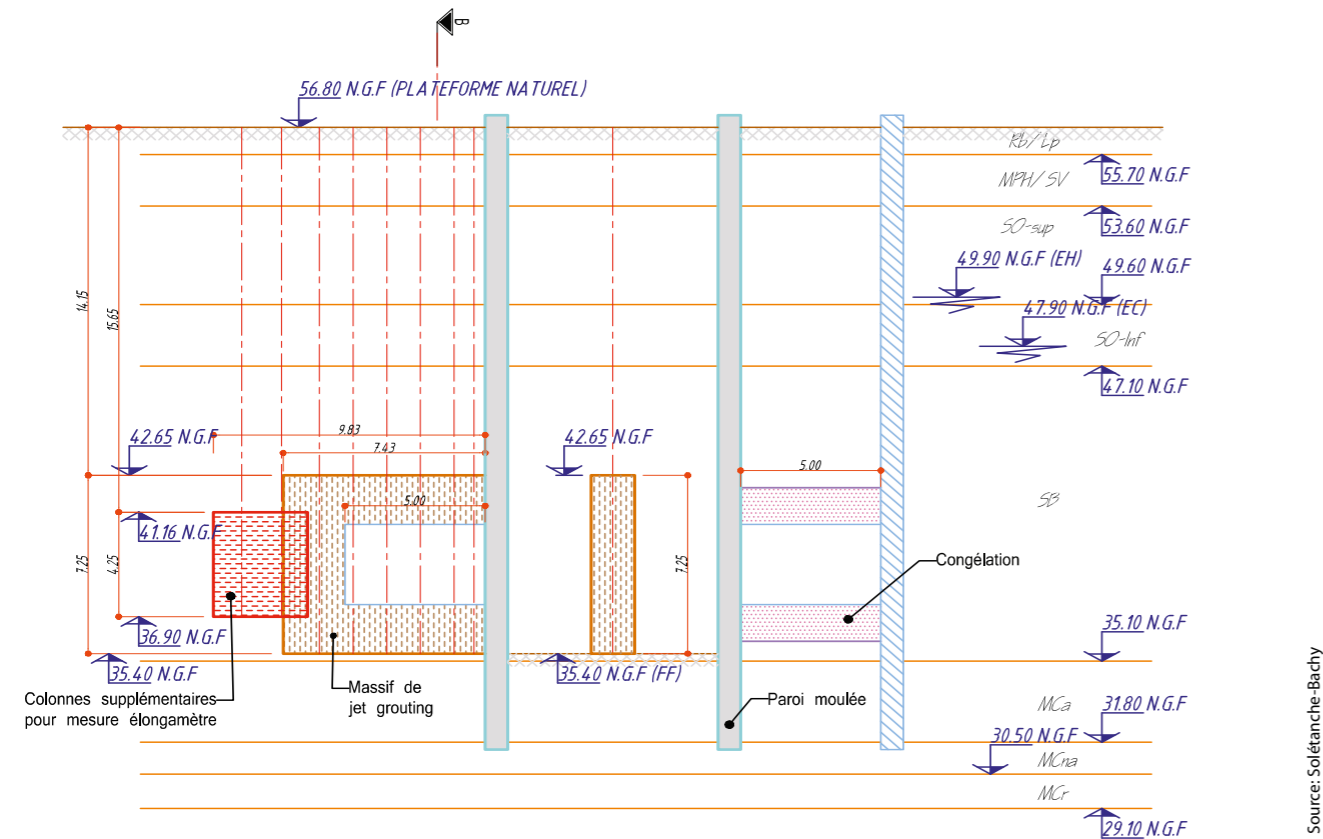 B
56.80 N.G.F (PLATEFORME NATUREL)
Rb/Lp
55.70 N.G.F
MPH/SV
53.60 N.G.F
SO-sup
49.90 N.G.F (EH)
49.60 N.G.F
47.90 N.G.F (EC)
SO-Inf
47.10 N.G.F
14.15
15.65
9.83
42.65 N.G.F
7.43
42.65 N.G.F
5.00
5.00
SB
41.16 N.G.F
7.25
4.25
7.25
Congélation
36.90 N.G.F
35.10 N.G.F
35.40 N.G.F
35.40 N.G.F (FF)
Colonnes supplémentaires
pour mesure élongamètre
Massif de
jet grouting
Paroi moulée
MCa
31.80 N.G.F
30.50 N.G.F
MCna
MCr
29.10 N.G.F
Source: Solétanche-Bachy